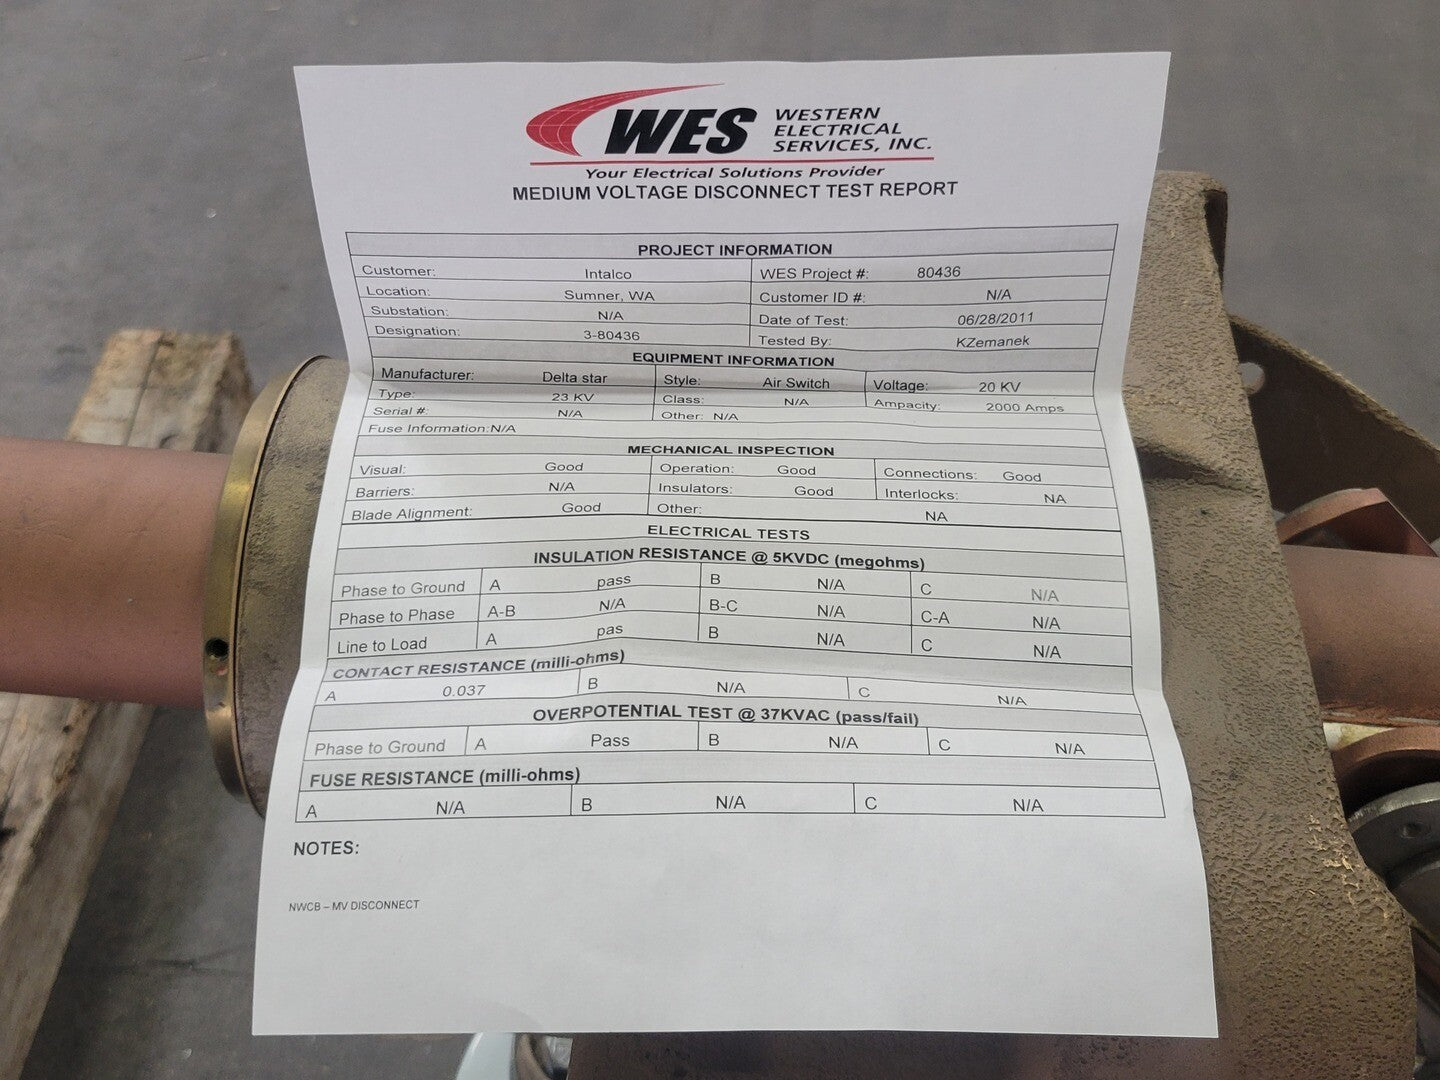 WES WESTERN
ELECTRICAL
SERVICES, INC.
Your Electrical Solutions Provider
MEDIUM VOLTAGE DISCONNECT TEST REPORT
PROJECT INFORMATION
Customer: Intalco WES Project #: 80436
Location: Sumner, WA Customer ID #: N/A
Substation: N/A Date of Test: 06/28/2011
Designation: 3-80436 Tested By: KZemanek
EQUIPMENT INFORMATION
Manufacturer: Delta star Style: Air Switch Voltage: 20 KV
Type: 23 KV Class: N/A Ampacity: 2000 Amps
Serial #: N/A Other: N/A
Fuse Information:N/A
MECHANICAL INSPECTION
Visual: Good Operation: Good Connections: Good
Barriers: N/A Insulators: Good Interlocks: NA
Blade Alignment: Good Other: NA
ELECTRICAL TESTS
INSULATION RESISTANCE @ 5KVDC (megohms)
Phase to Ground A pass B N/A C N/A
Phase to Phase A-B N/A B-C N/A C-A N/A
Line to Load A pas B N/A C N/A
CONTACT RESISTANCE (milli-ohms)
A 0.037 B N/A C N/A
OVERPOTENTIAL TEST @ 37KVAC (pass/fail)
Phase to Ground A Pass B N/A C N/A
FUSE RESISTANCE (milli-ohms)
A N/A B N/A C N/A
NOTES:
NWCB – MV DISCONNECT